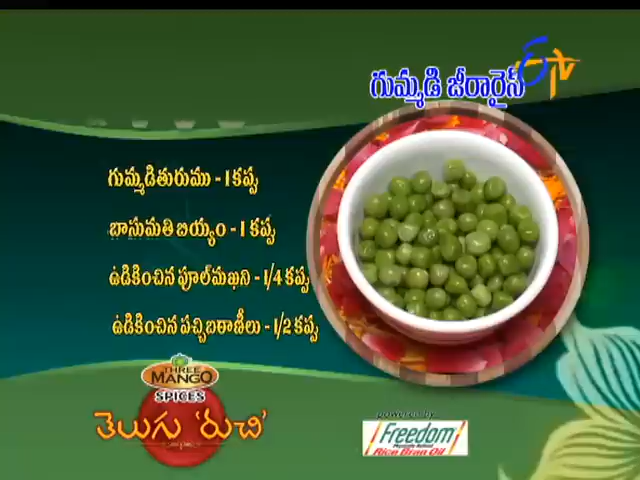 గుమ్మడి జీరారైస్
ETV
గుమ్మడితురుము - 1 కప్పు
బాసుమతి బియ్యం - 1 కప్పు
ఉడికించిన పూల్‌మఖని - 1/4 కప్పు
ఉడికించిన పచ్చిబఠాణీలు - 1/2 కప్పు
THREE
MANGO
SPICES
తెలుగు 'రుచి'
powered by
Freedom
Rice Bran Oil